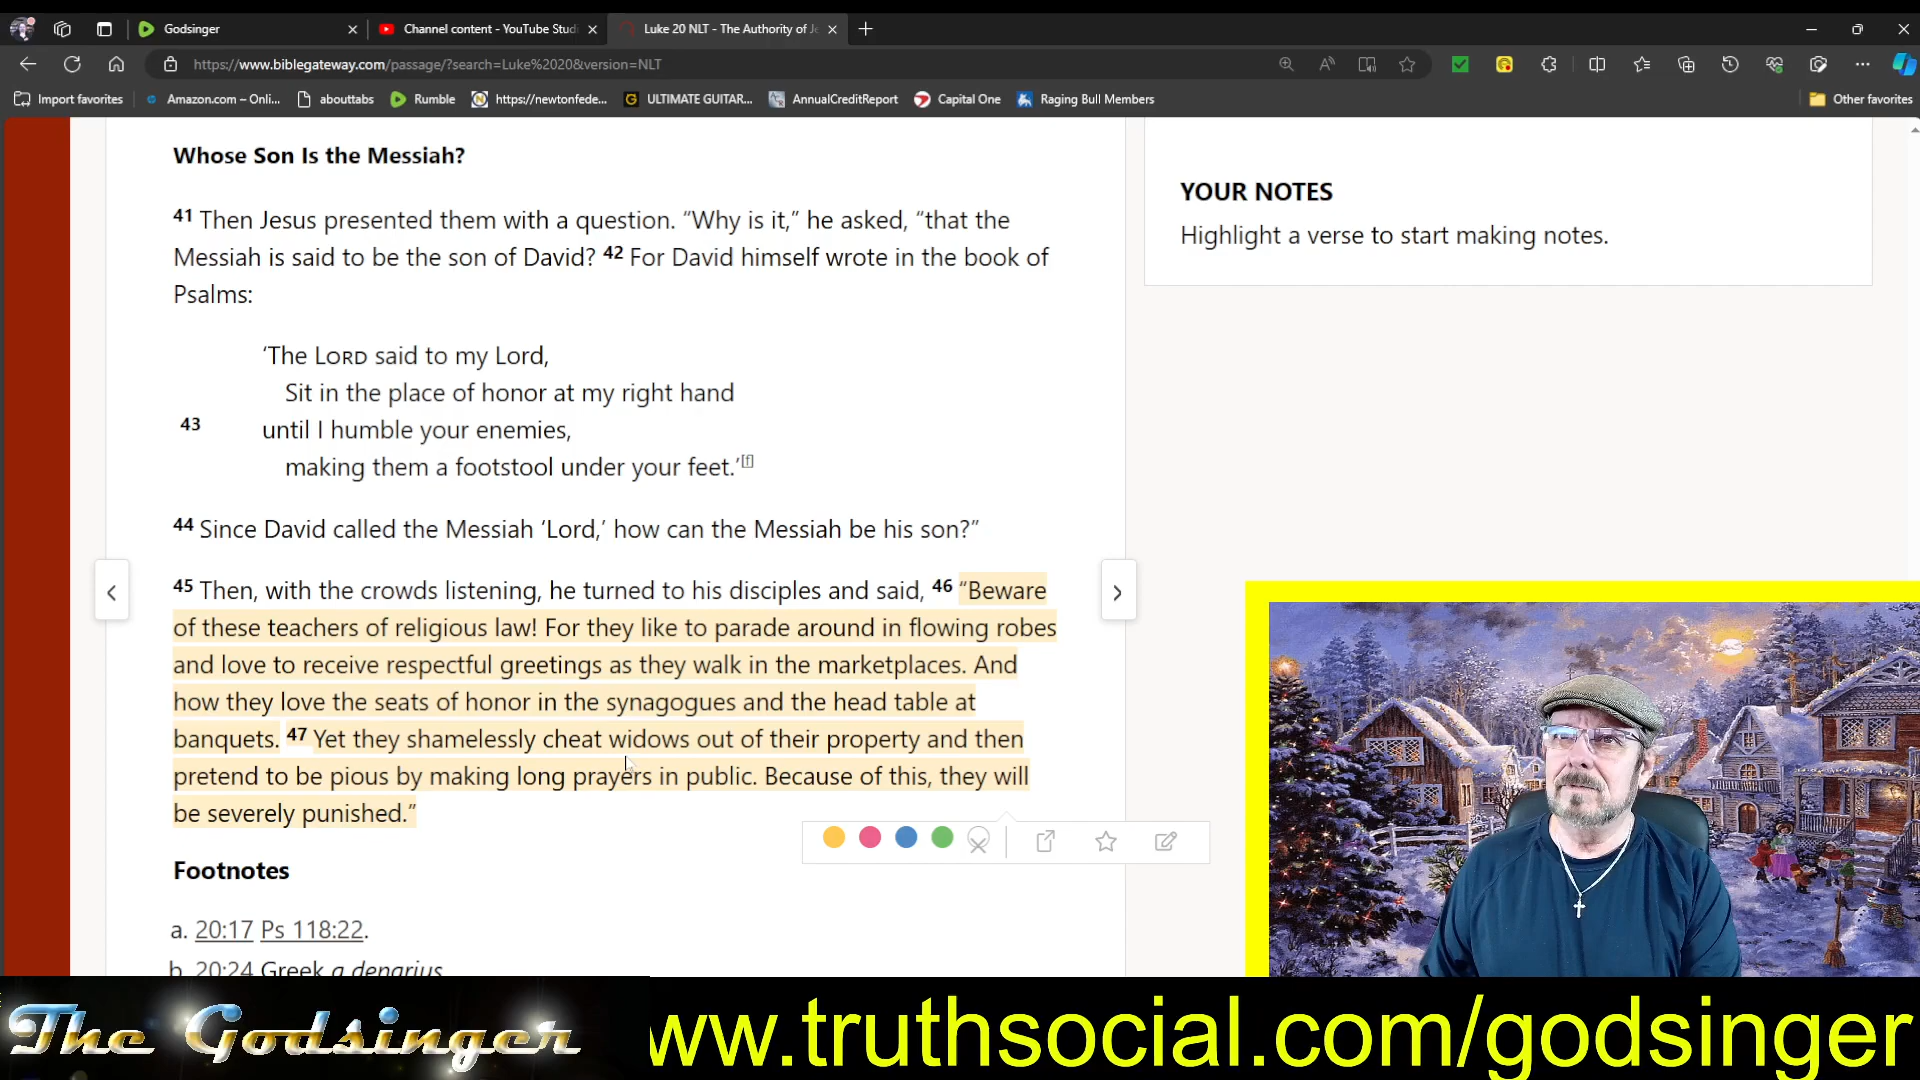 Godsinger
Channel content - YouTube Studi
Luke 20 NLT - The Authority of Je
https://www.biblegateway.com/passage/?search=Luke%2020&version=NLT
Import favorites
Amazon.com – Onli...
abouttabs
Rumble
https://newtonfede...
ULTIMATE GUITAR...
AnnualCreditReport
Capital One
Raging Bull Members
Other favorites
Whose Son Is the Messiah?
41 Then Jesus presented them with a question. “Why is it,” he asked, “that the
Messiah is said to be the son of David? 42 For David himself wrote in the book of
Psalms:
‘The LORD said to my Lord,
Sit in the place of honor at my right hand
43 until I humble your enemies,
making them a footstool under your feet.’[f]
44 Since David called the Messiah ‘Lord,’ how can the Messiah be his son?”
45 Then, with the crowds listening, he turned to his disciples and said, 46 “Beware
of these teachers of religious law! For they like to parade around in flowing robes
and love to receive respectful greetings as they walk in the marketplaces. And
how they love the seats of honor in the synagogues and the head table at
banquets. 47 Yet they shamelessly cheat widows out of their property and then
pretend to be pious by making long prayers in public. Because of this, they will
be severely punished.”
Footnotes
a. 20:17 Ps 118:22.
b. 20:24 Greek a denarius
YOUR NOTES
Highlight a verse to start making notes.
The Godsinger
ww.truthsocial.com/godsinger